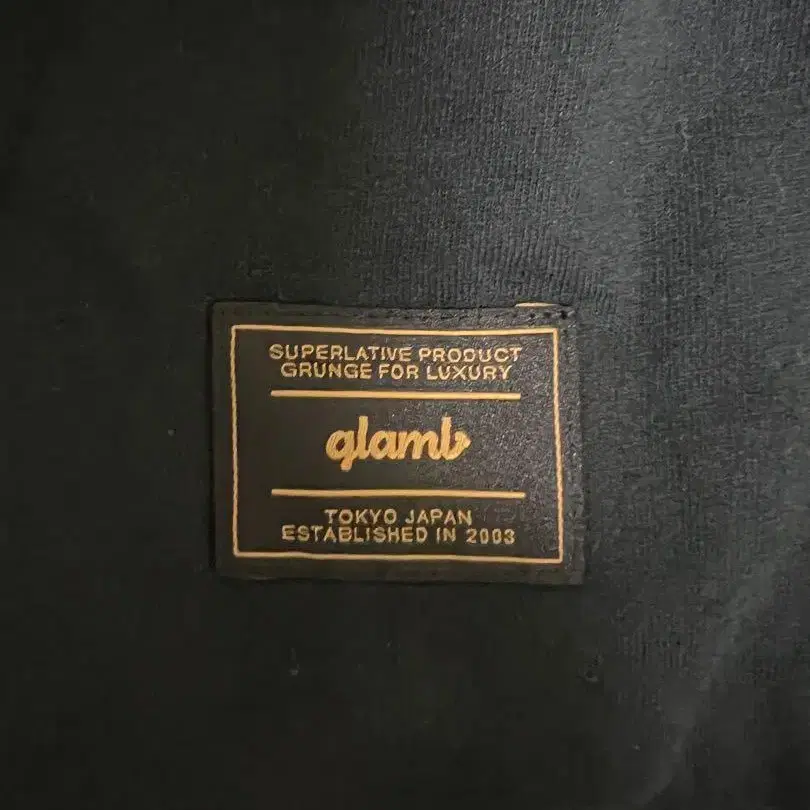 SUPERLATIVE PRODUCT
GRUNGE FOR LUXURY
glamb
TOKYO JAPAN
ESTABLISHED IN 2003